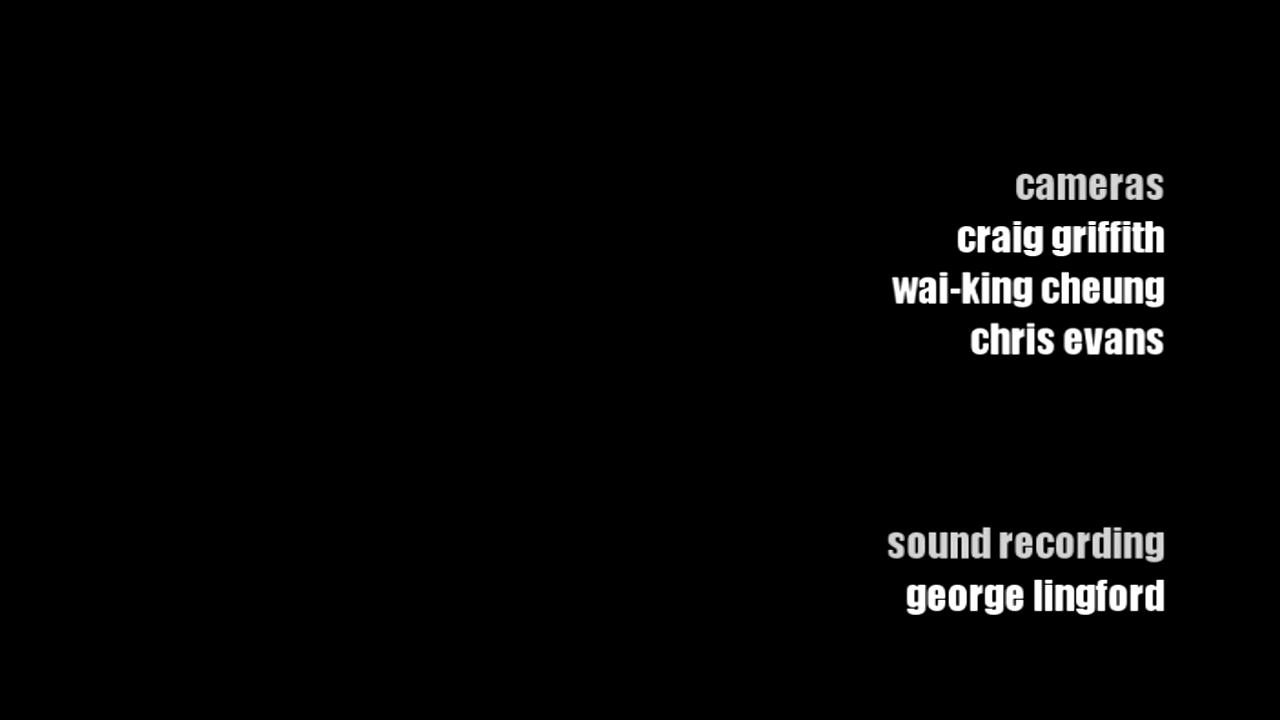 cameras
craig griffith
wai-king cheung
chris evans
sound recording
george lingford